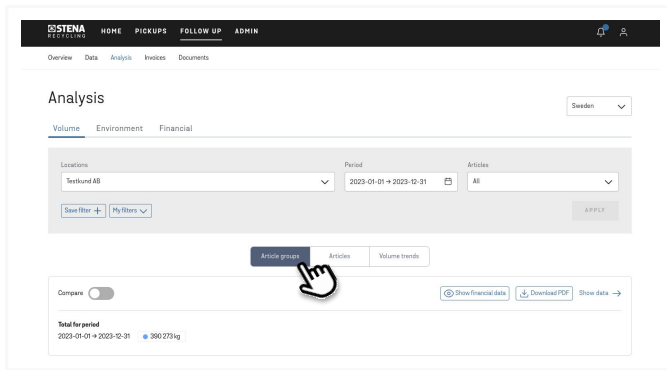 STENA
RECYCLING
HOME PICKUPS FOLLOW UP ADMIN
Overview Data Analysis Invoices Documents
Analysis
Sweden
Volume Environment Financial
Locations Period Articles
Testkund AB 2023-01-01 → 2023-12-31 All
Save filter + My filters APPLY
Article groups Articles Volume trends
Compare Show financial data Download PDF Show data →
Total for period
2023-01-01 → 2023-12-31 390 273 kg